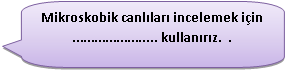 Mikroskobik canlıları incelemek için
........................ kullanırız.  .